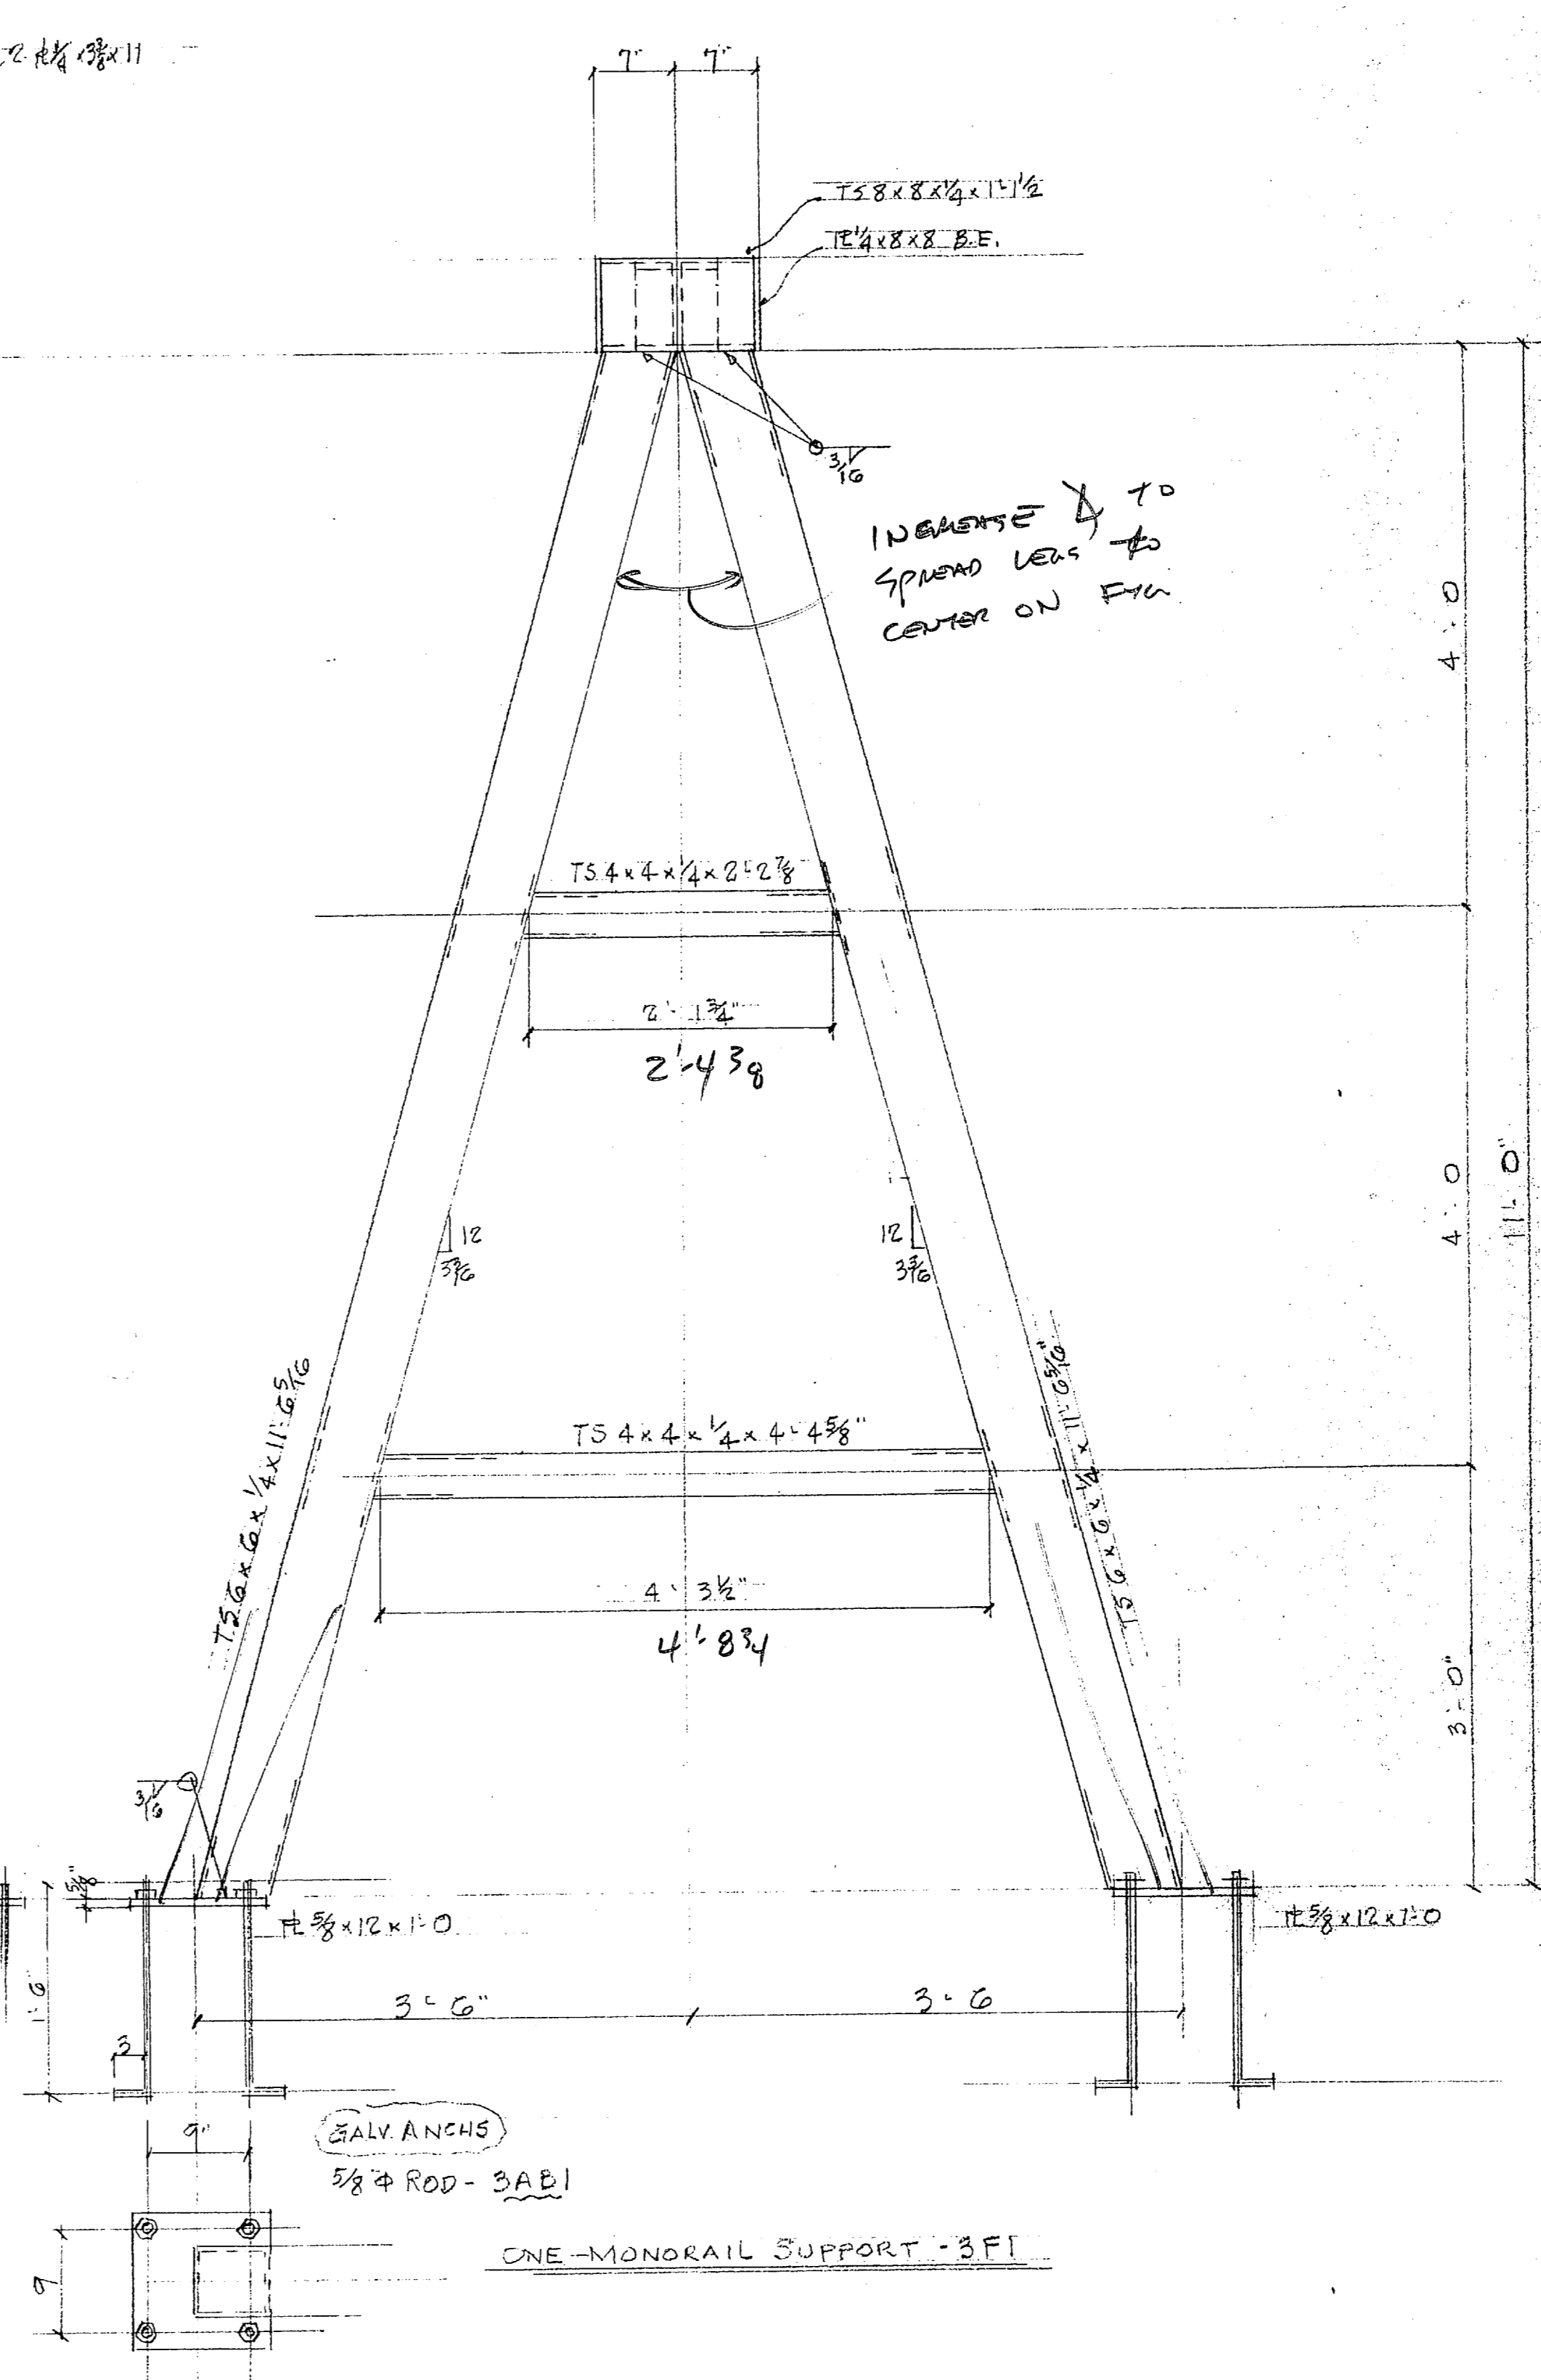 7" 7"
TS 8 x 8 x 1/4 x 1'-1 1/2
PL 1/4 x 8 x 8 B.E.
3/16
INCREASE ∡ TO
SPREAD LEGS TO
CENTER ON FTG
4'-0
TS 4 x 4 x 1/4 x 2'-2 7/8
2'-1 3/4"
2'-4 3/8
4'-0
11'-0"
12
3 3/16
12
3 3/16
TS 6 x 6 x 1/4 x 11'-6 5/16
TS 6 x 6 x 1/4 x 11'-6 5/16"
TS 4 x 4 x 1/4 x 4'-4 5/8"
4'-3 1/2"
4'-8 3/4
3'-0"
3/16
5/8"
PL 5/8 x 12 x 1'-0
PL 5/8 x 12 x 1'-0
1'-6
3'-6"
3'-6
3
9"
GALV. ANCHS
5/8 Φ ROD - 3AB1
9
ONE - MONORAIL SUPPORT - 3F1